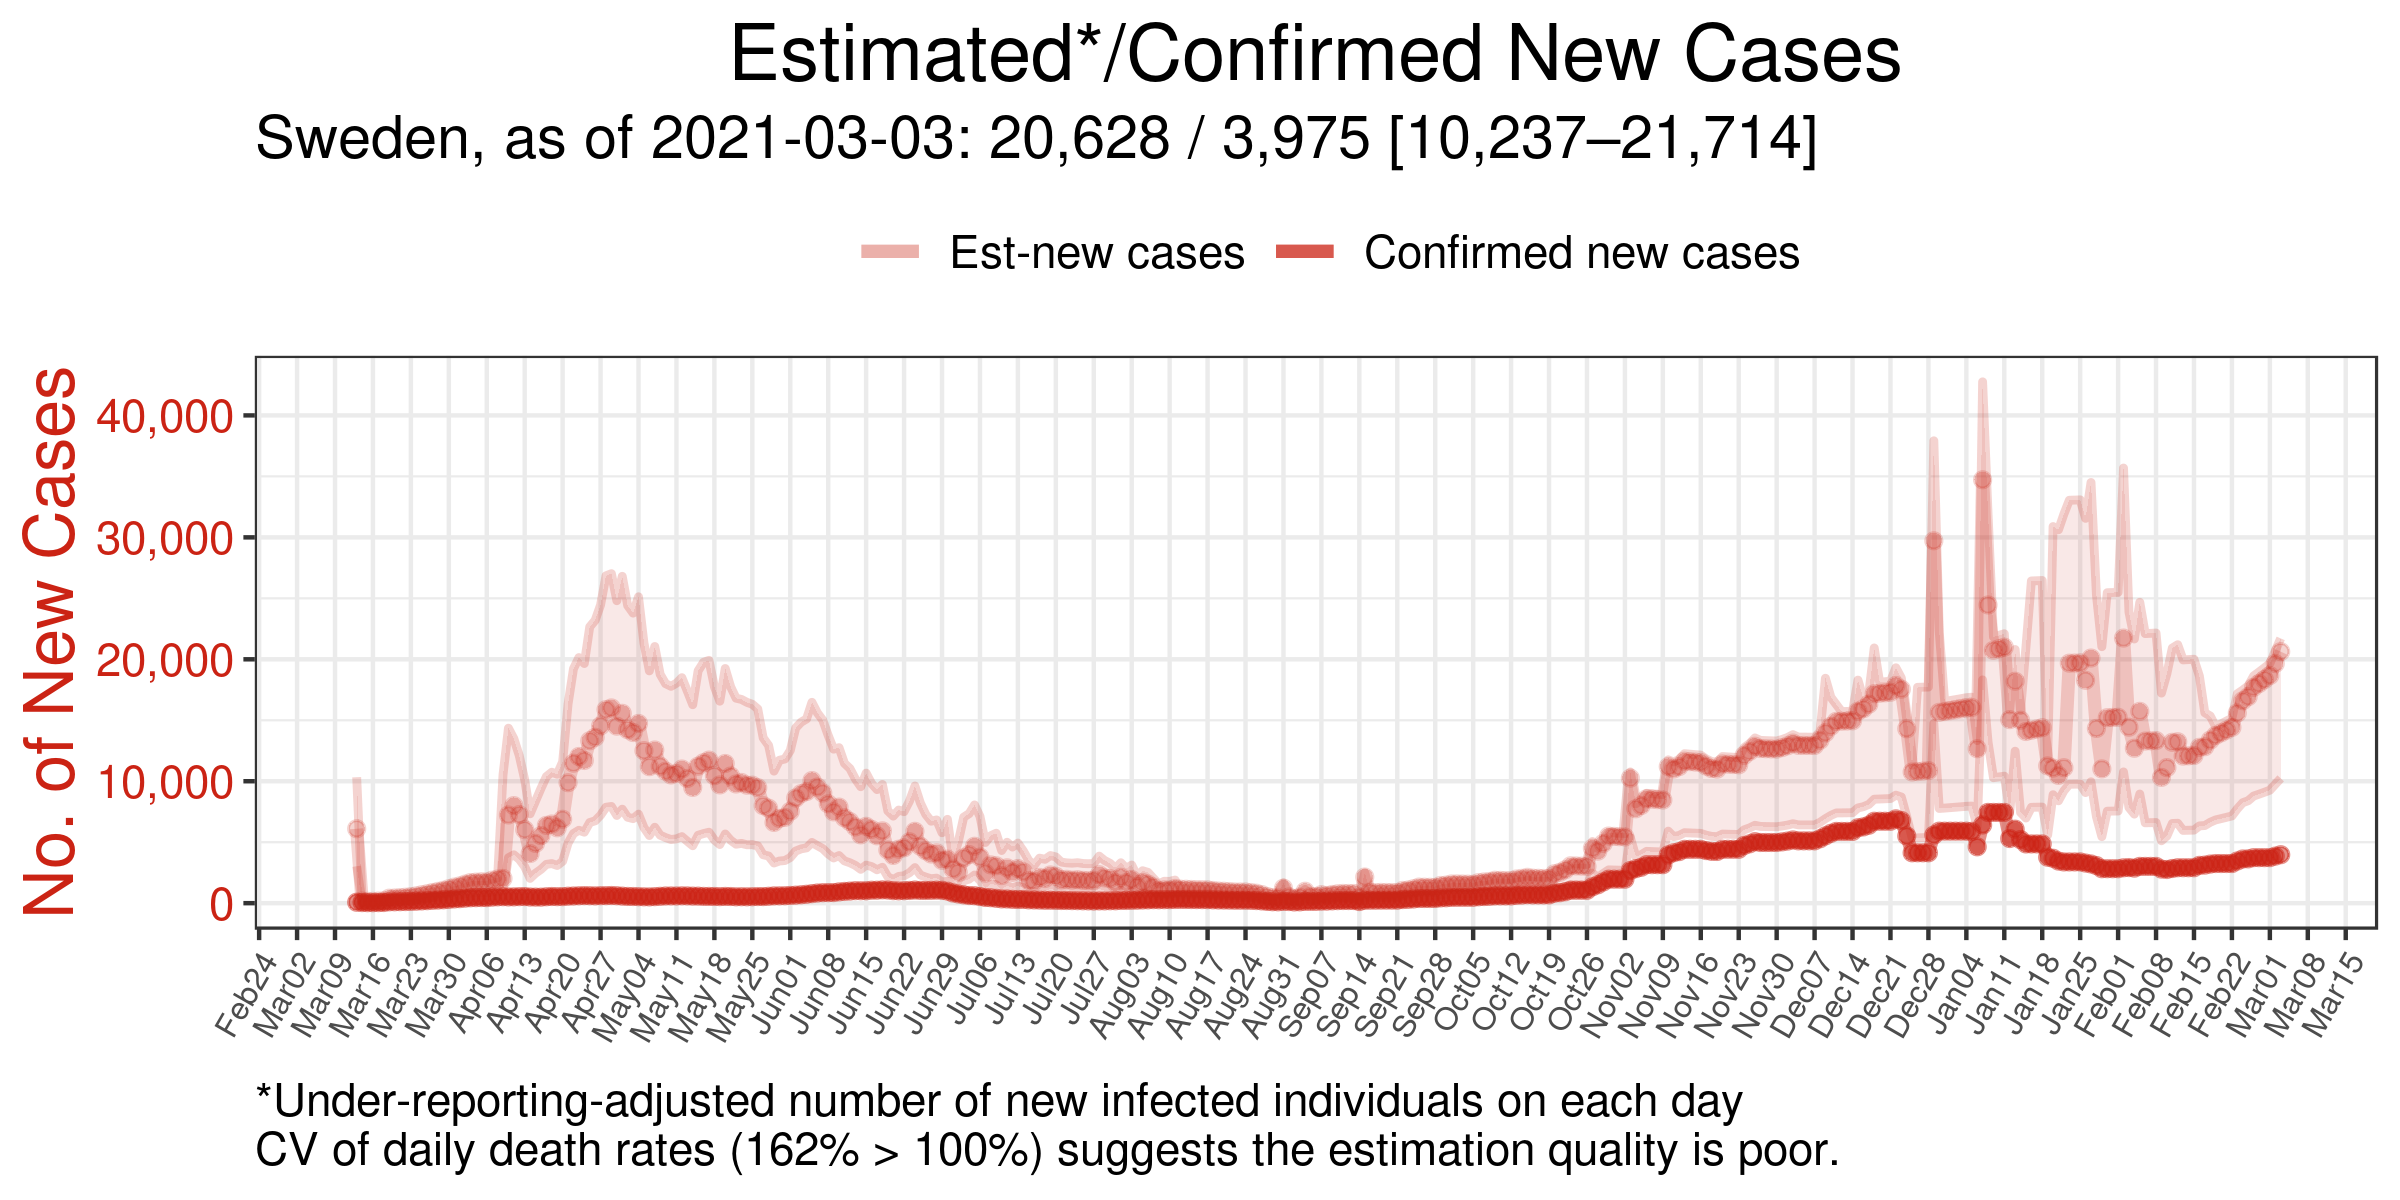 Estimated*/Confirmed New Cases
Sweden, as of 2021-03-03: 20,628 / 3,975 [10,237–21,714]
Est-new cases Confirmed new cases
No. of New Cases
40,000
30,000
20,000
10,000
0
Feb24 Mar02 Mar09 Mar16 Mar23 Mar30 Apr06 Apr13 Apr20 Apr27 May04 May11 May18 May25 Jun01 Jun08 Jun15 Jun22 Jun29 Jul06 Jul13 Jul20 Jul27 Aug03 Aug10 Aug17 Aug24 Aug31 Sep07 Sep14 Sep21 Sep28 Oct05 Oct12 Oct19 Oct26 Nov02 Nov09 Nov16 Nov23 Nov30 Dec07 Dec14 Dec21 Dec28 Jan04 Jan11 Jan18 Jan25 Feb01 Feb08 Feb15 Feb22 Mar01 Mar08 Mar15
*Under-reporting-adjusted number of new infected individuals on each day
CV of daily death rates (162% > 100%) suggests the estimation quality is poor.